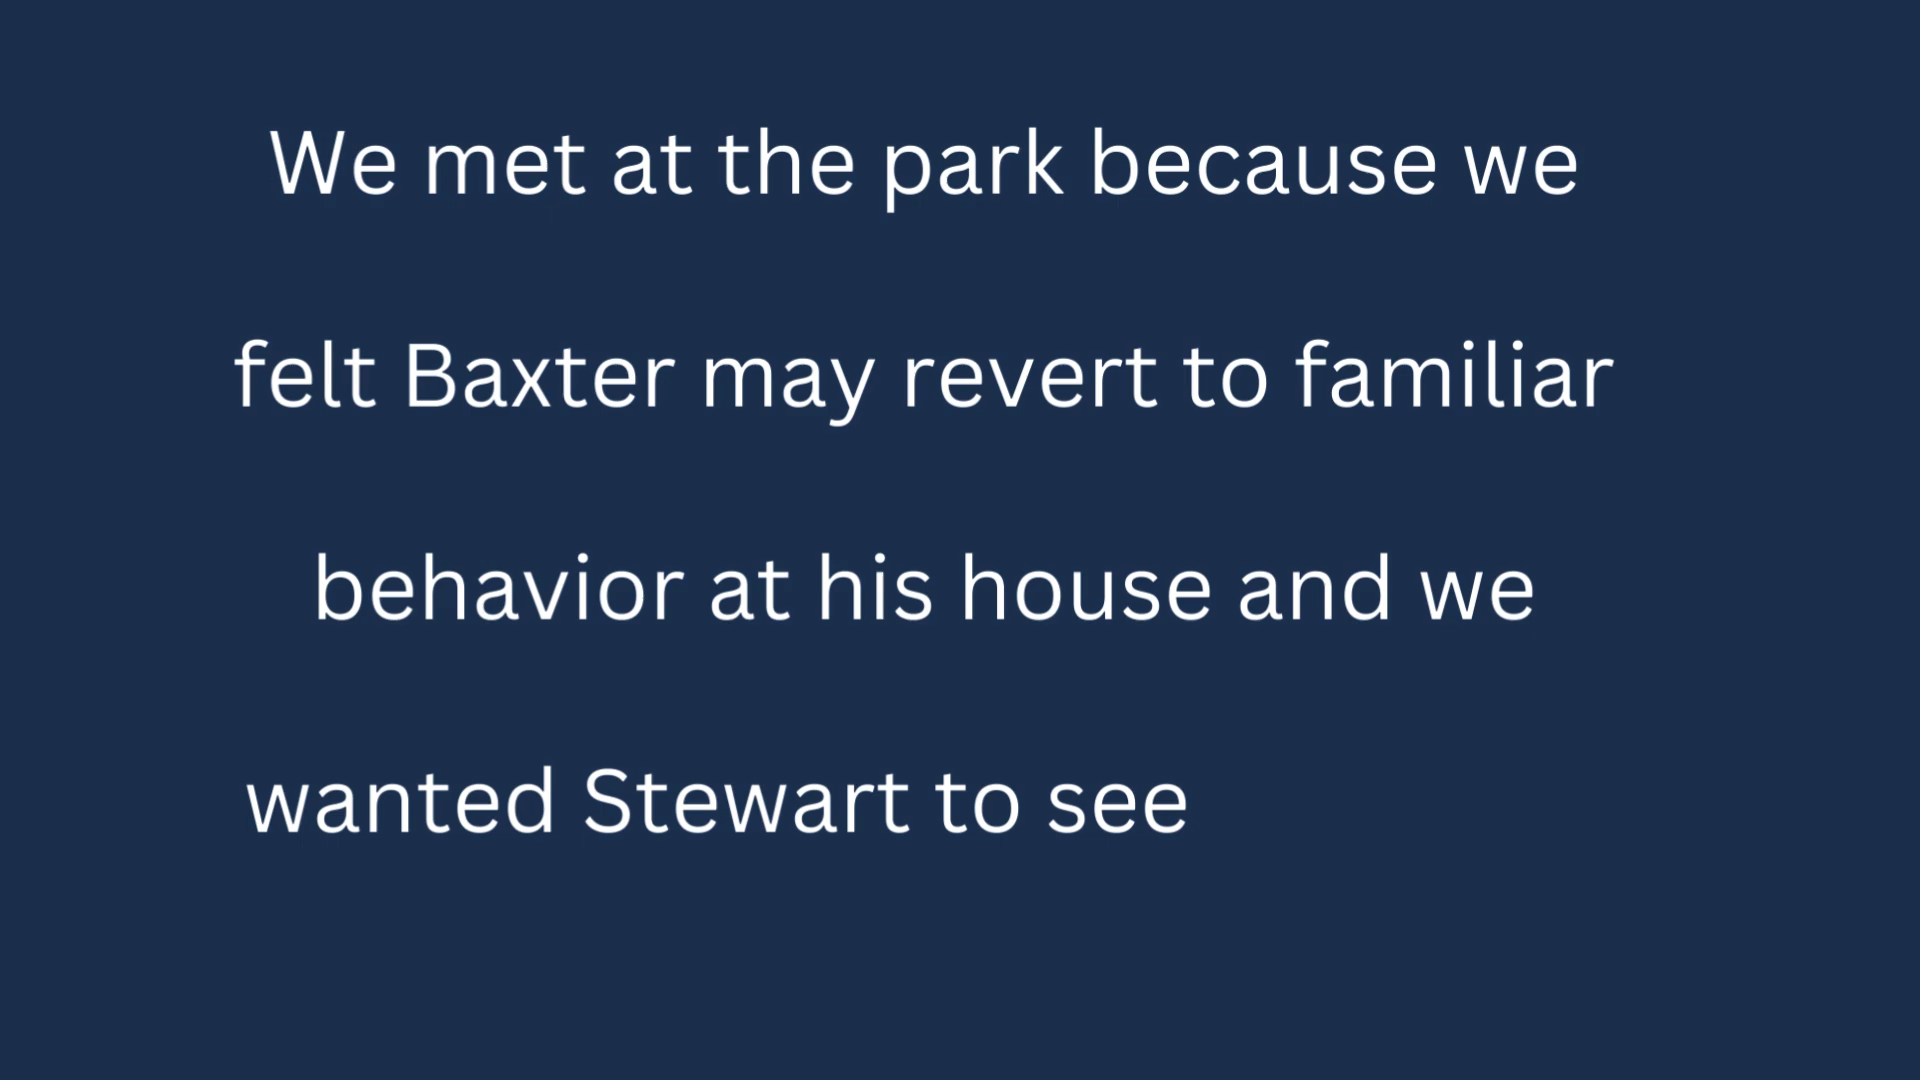 We met at the park because we
felt Baxter may revert to familiar
behavior at his house and we
wanted Stewart to see